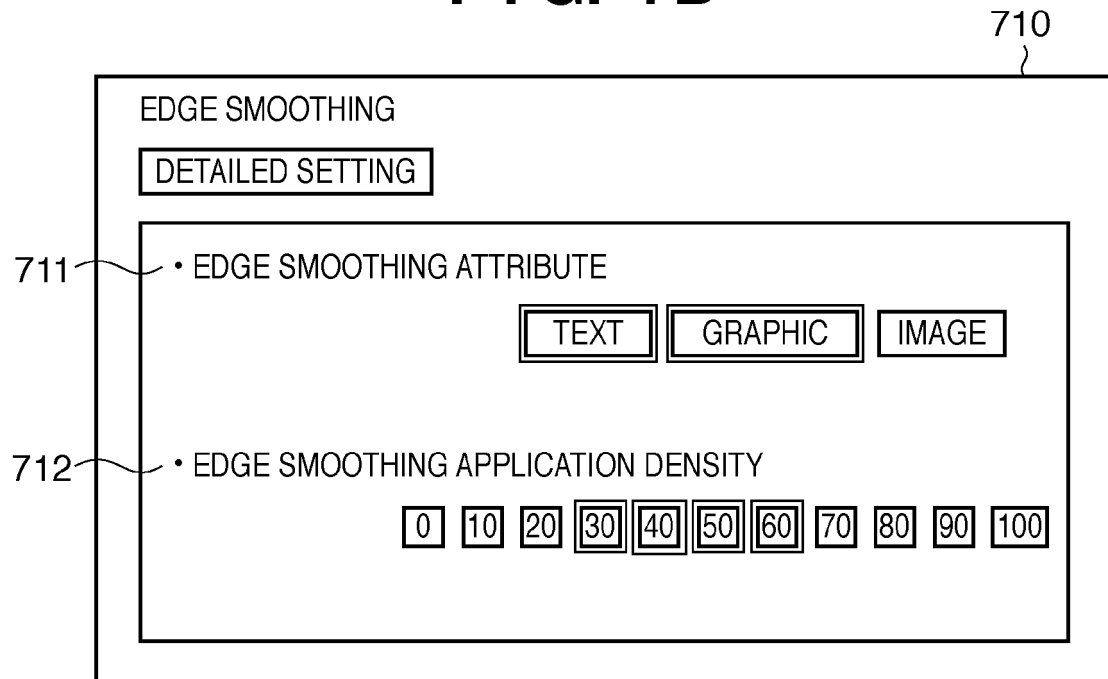 710
EDGE SMOOTHING
DETAILED SETTING
711 • EDGE SMOOTHING ATTRIBUTE
TEXT GRAPHIC IMAGE
712 • EDGE SMOOTHING APPLICATION DENSITY
0 10 20 30 40 50 60 70 80 90 100